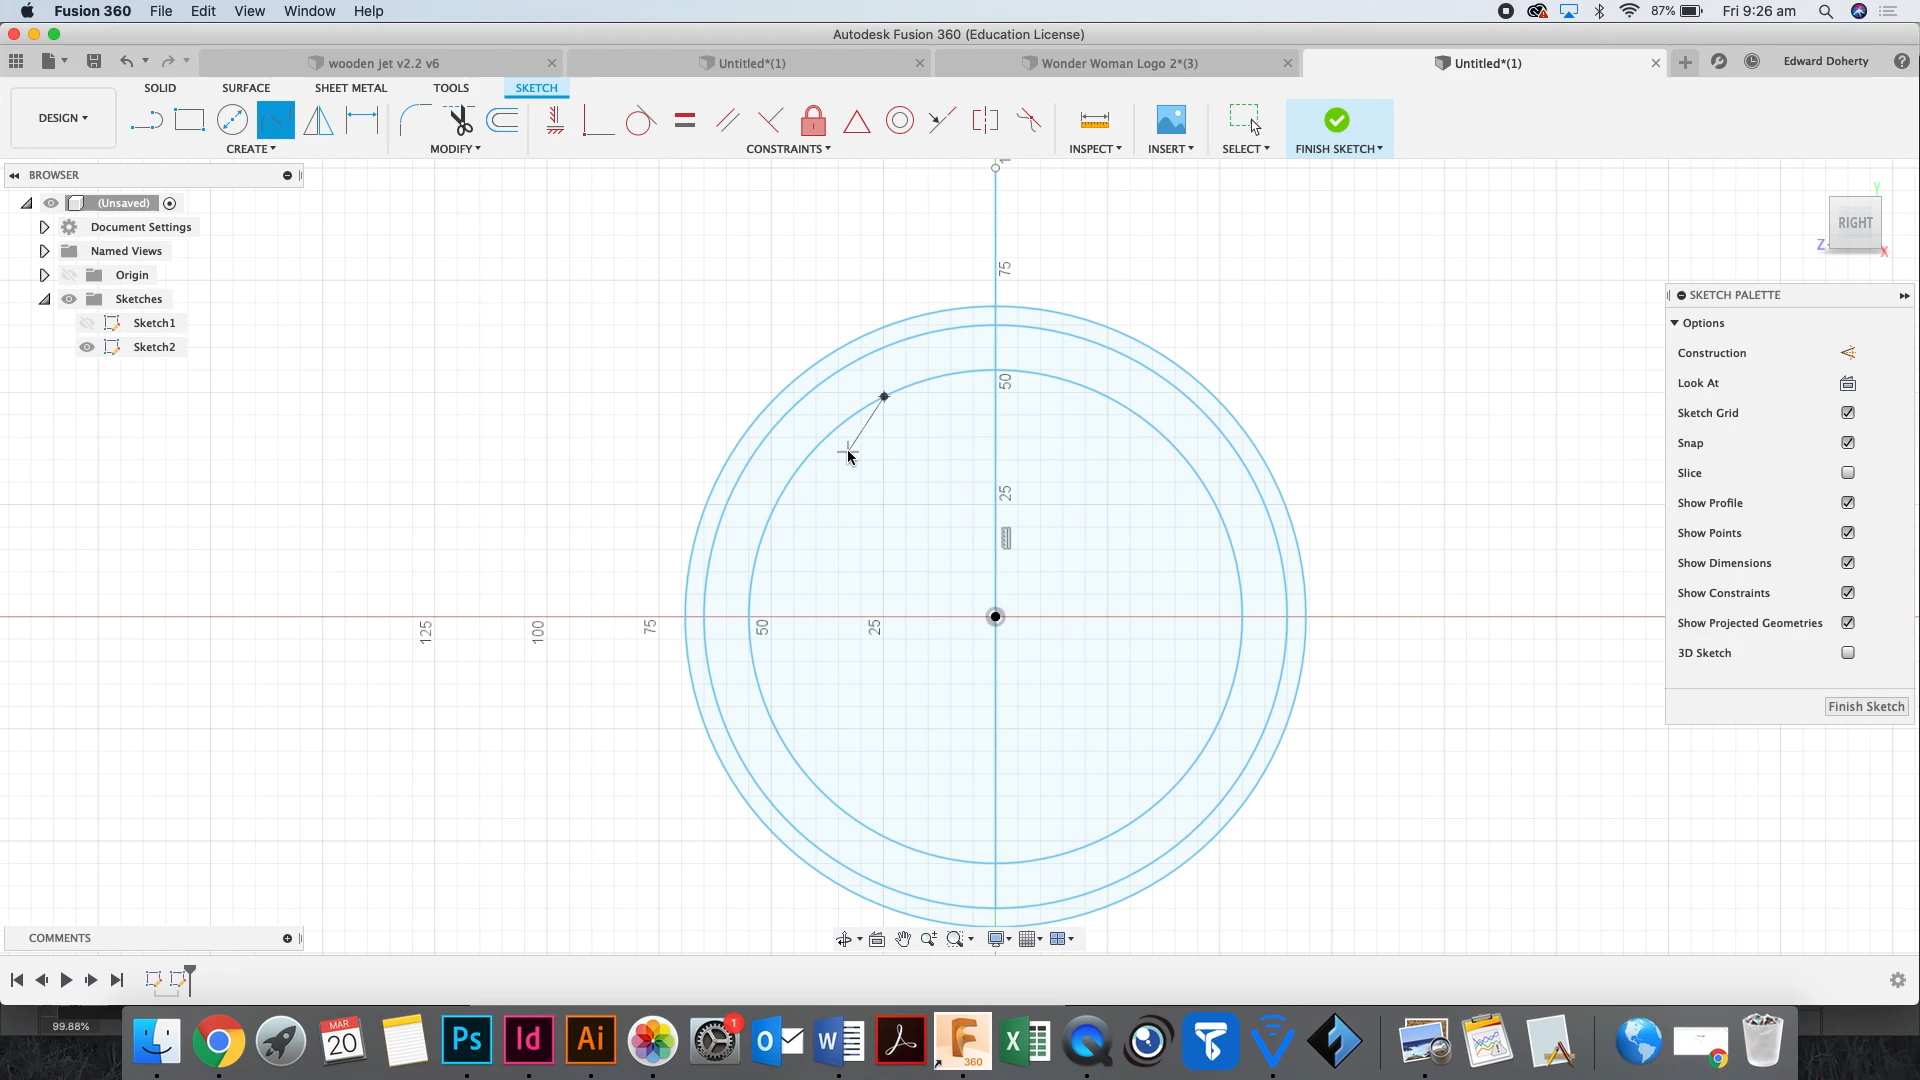 Fusion 360 File Edit View Window Help 87% Fri 9:26 am
Autodesk Fusion 360 (Education License)
wooden jet v2.2 v6 Untitled*(1) Wonder Woman Logo 2*(3) Untitled*(1) Edward Doherty
SOLID SURFACE SHEET METAL TOOLS SKETCH
DESIGN
CREATE MODIFY CONSTRAINTS INSPECT INSERT SELECT FINISH SKETCH
BROWSER
(Unsaved)
Document Settings
Named Views
Origin
Sketches
Sketch1
Sketch2
75
50
25
125 100 75 50 25
RIGHT
Y
Z
X
SKETCH PALETTE
Options
Construction
Look At
Sketch Grid
Snap
Slice
Show Profile
Show Points
Show Dimensions
Show Constraints
Show Projected Geometries
3D Sketch
Finish Sketch
COMMENTS
99.88%
MAR
20
Ps Id Ai
1
360